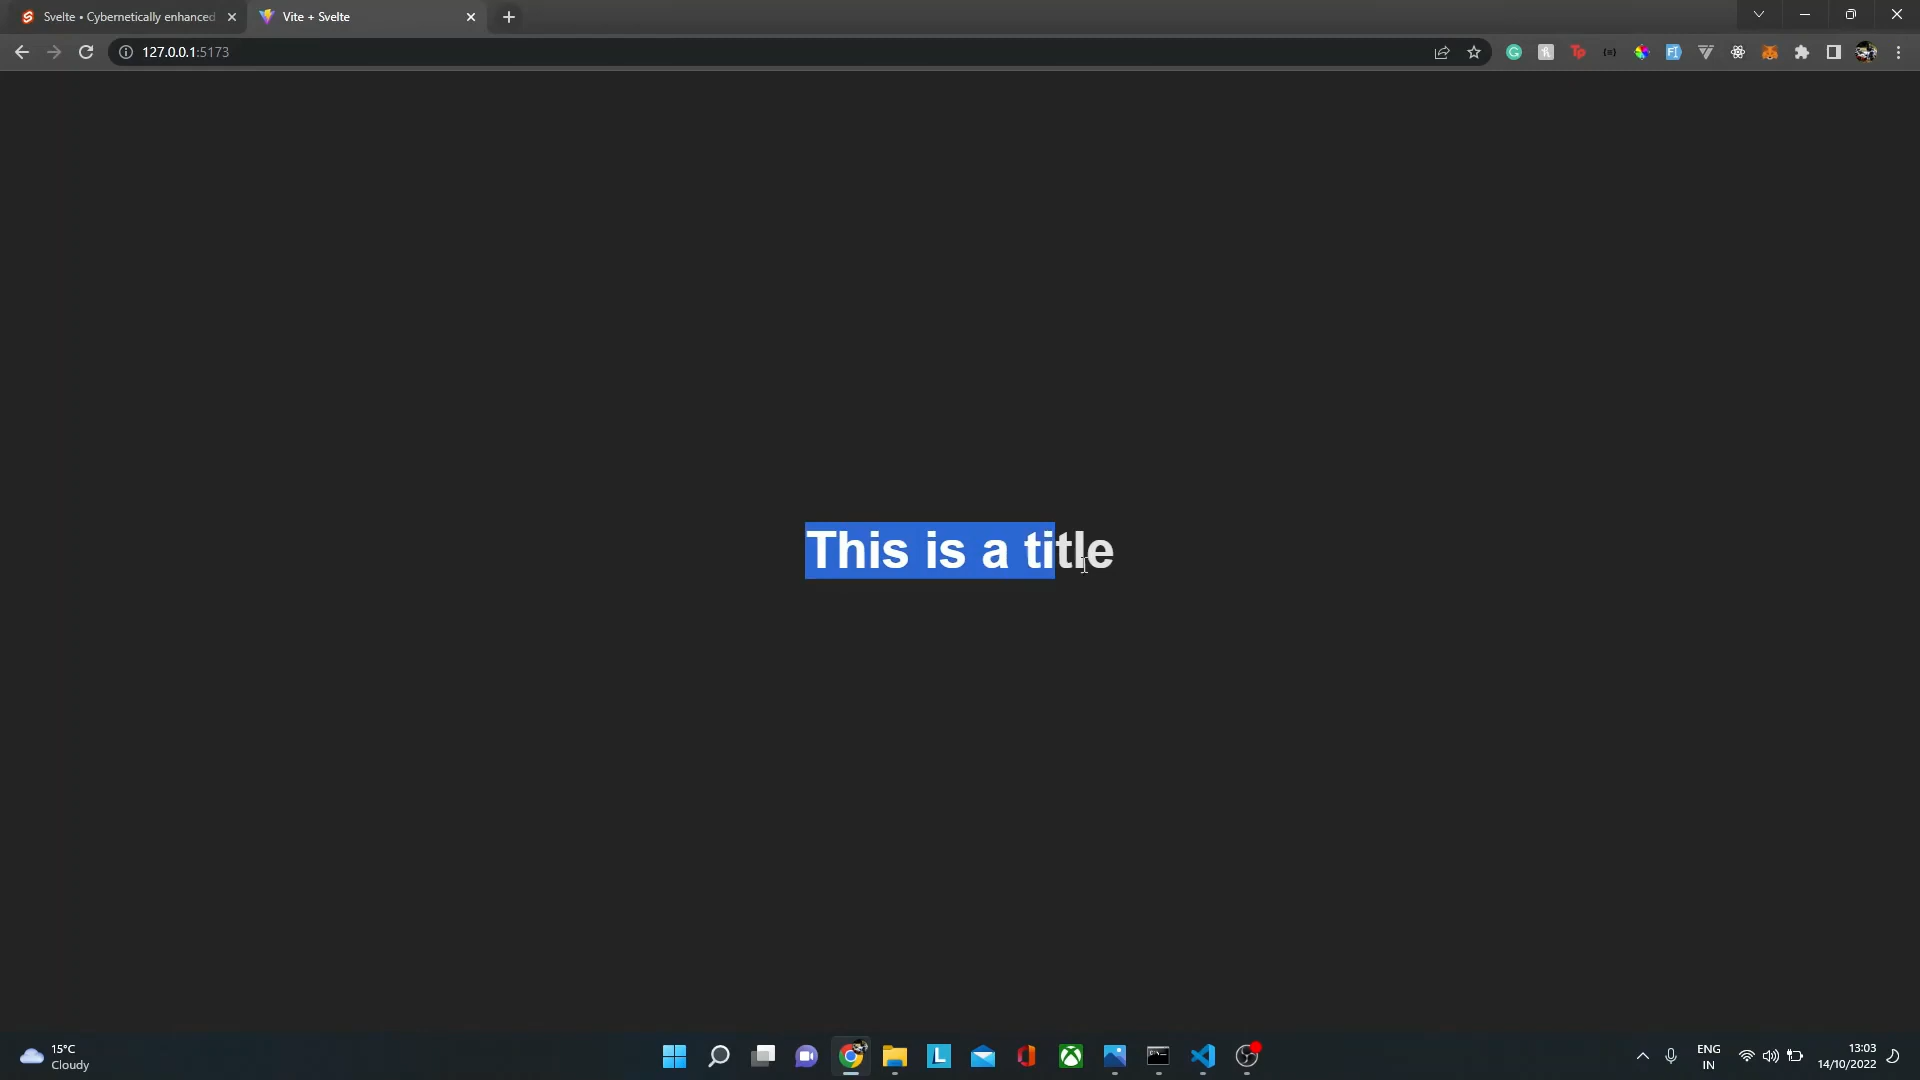 Svelte • Cybernetically enhanced
Vite + Svelte
127.0.0.1:5173
This is a title
15°C
Cloudy
ENG
IN
13:03
14/10/2022